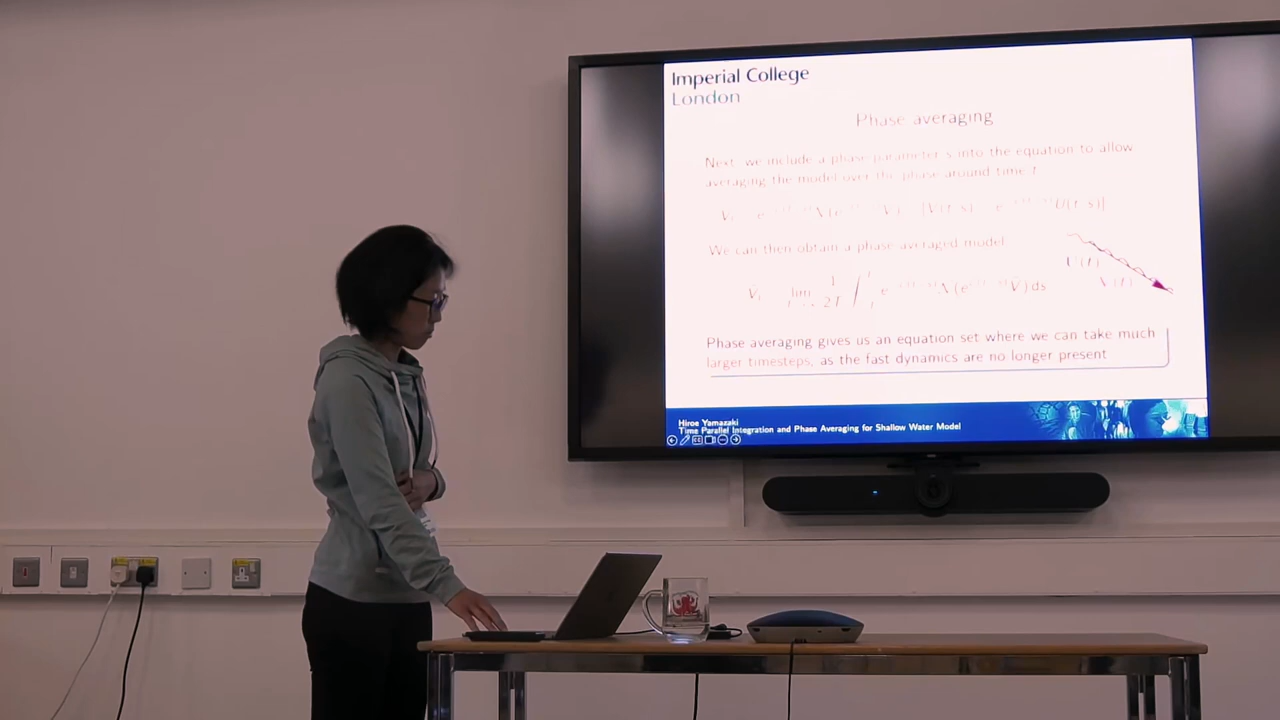 Imperial College
London
Phase averaging
Next we include a phase parameter s into the equation to allow
averaging the model over the phase around time t
We can then obtain a phase averaged model
U(t)
V(t)
lim 1
2T
Phase averaging gives us an equation set where we can take much
larger timesteps, as the fast dynamics are no longer present
Hiroe Yamazaki
Time Parallel Integration and Phase Averaging for Shallow Water Model